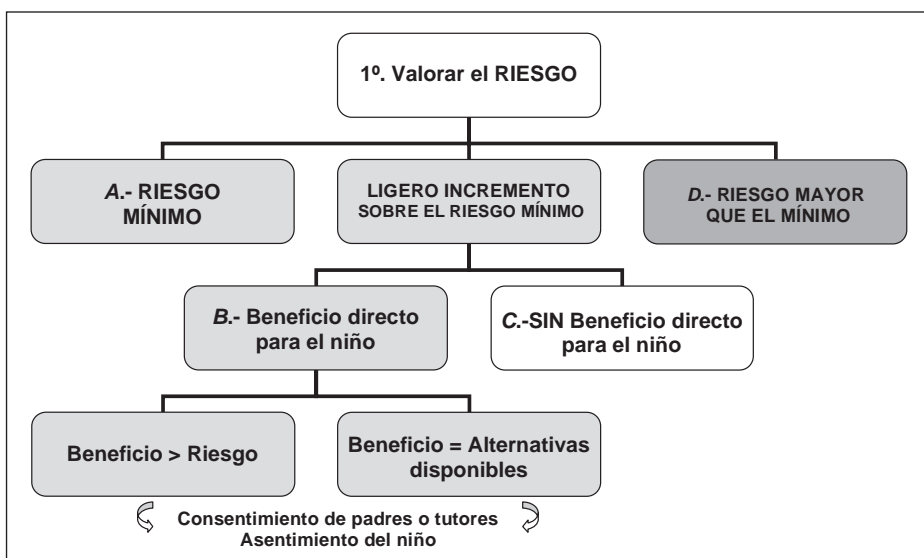 1º. Valorar el RIESGO
A.- RIESGO
MÍNIMO
LIGERO INCREMENTO
SOBRE EL RIESGO MÍNIMO
D.- RIESGO MAYOR
QUE EL MÍNIMO
B.- Beneficio directo
para el niño
C.-SIN Beneficio directo
para el niño
Beneficio > Riesgo
Beneficio = Alternativas
disponibles
Consentimiento de padres o tutores
Asentimiento del niño